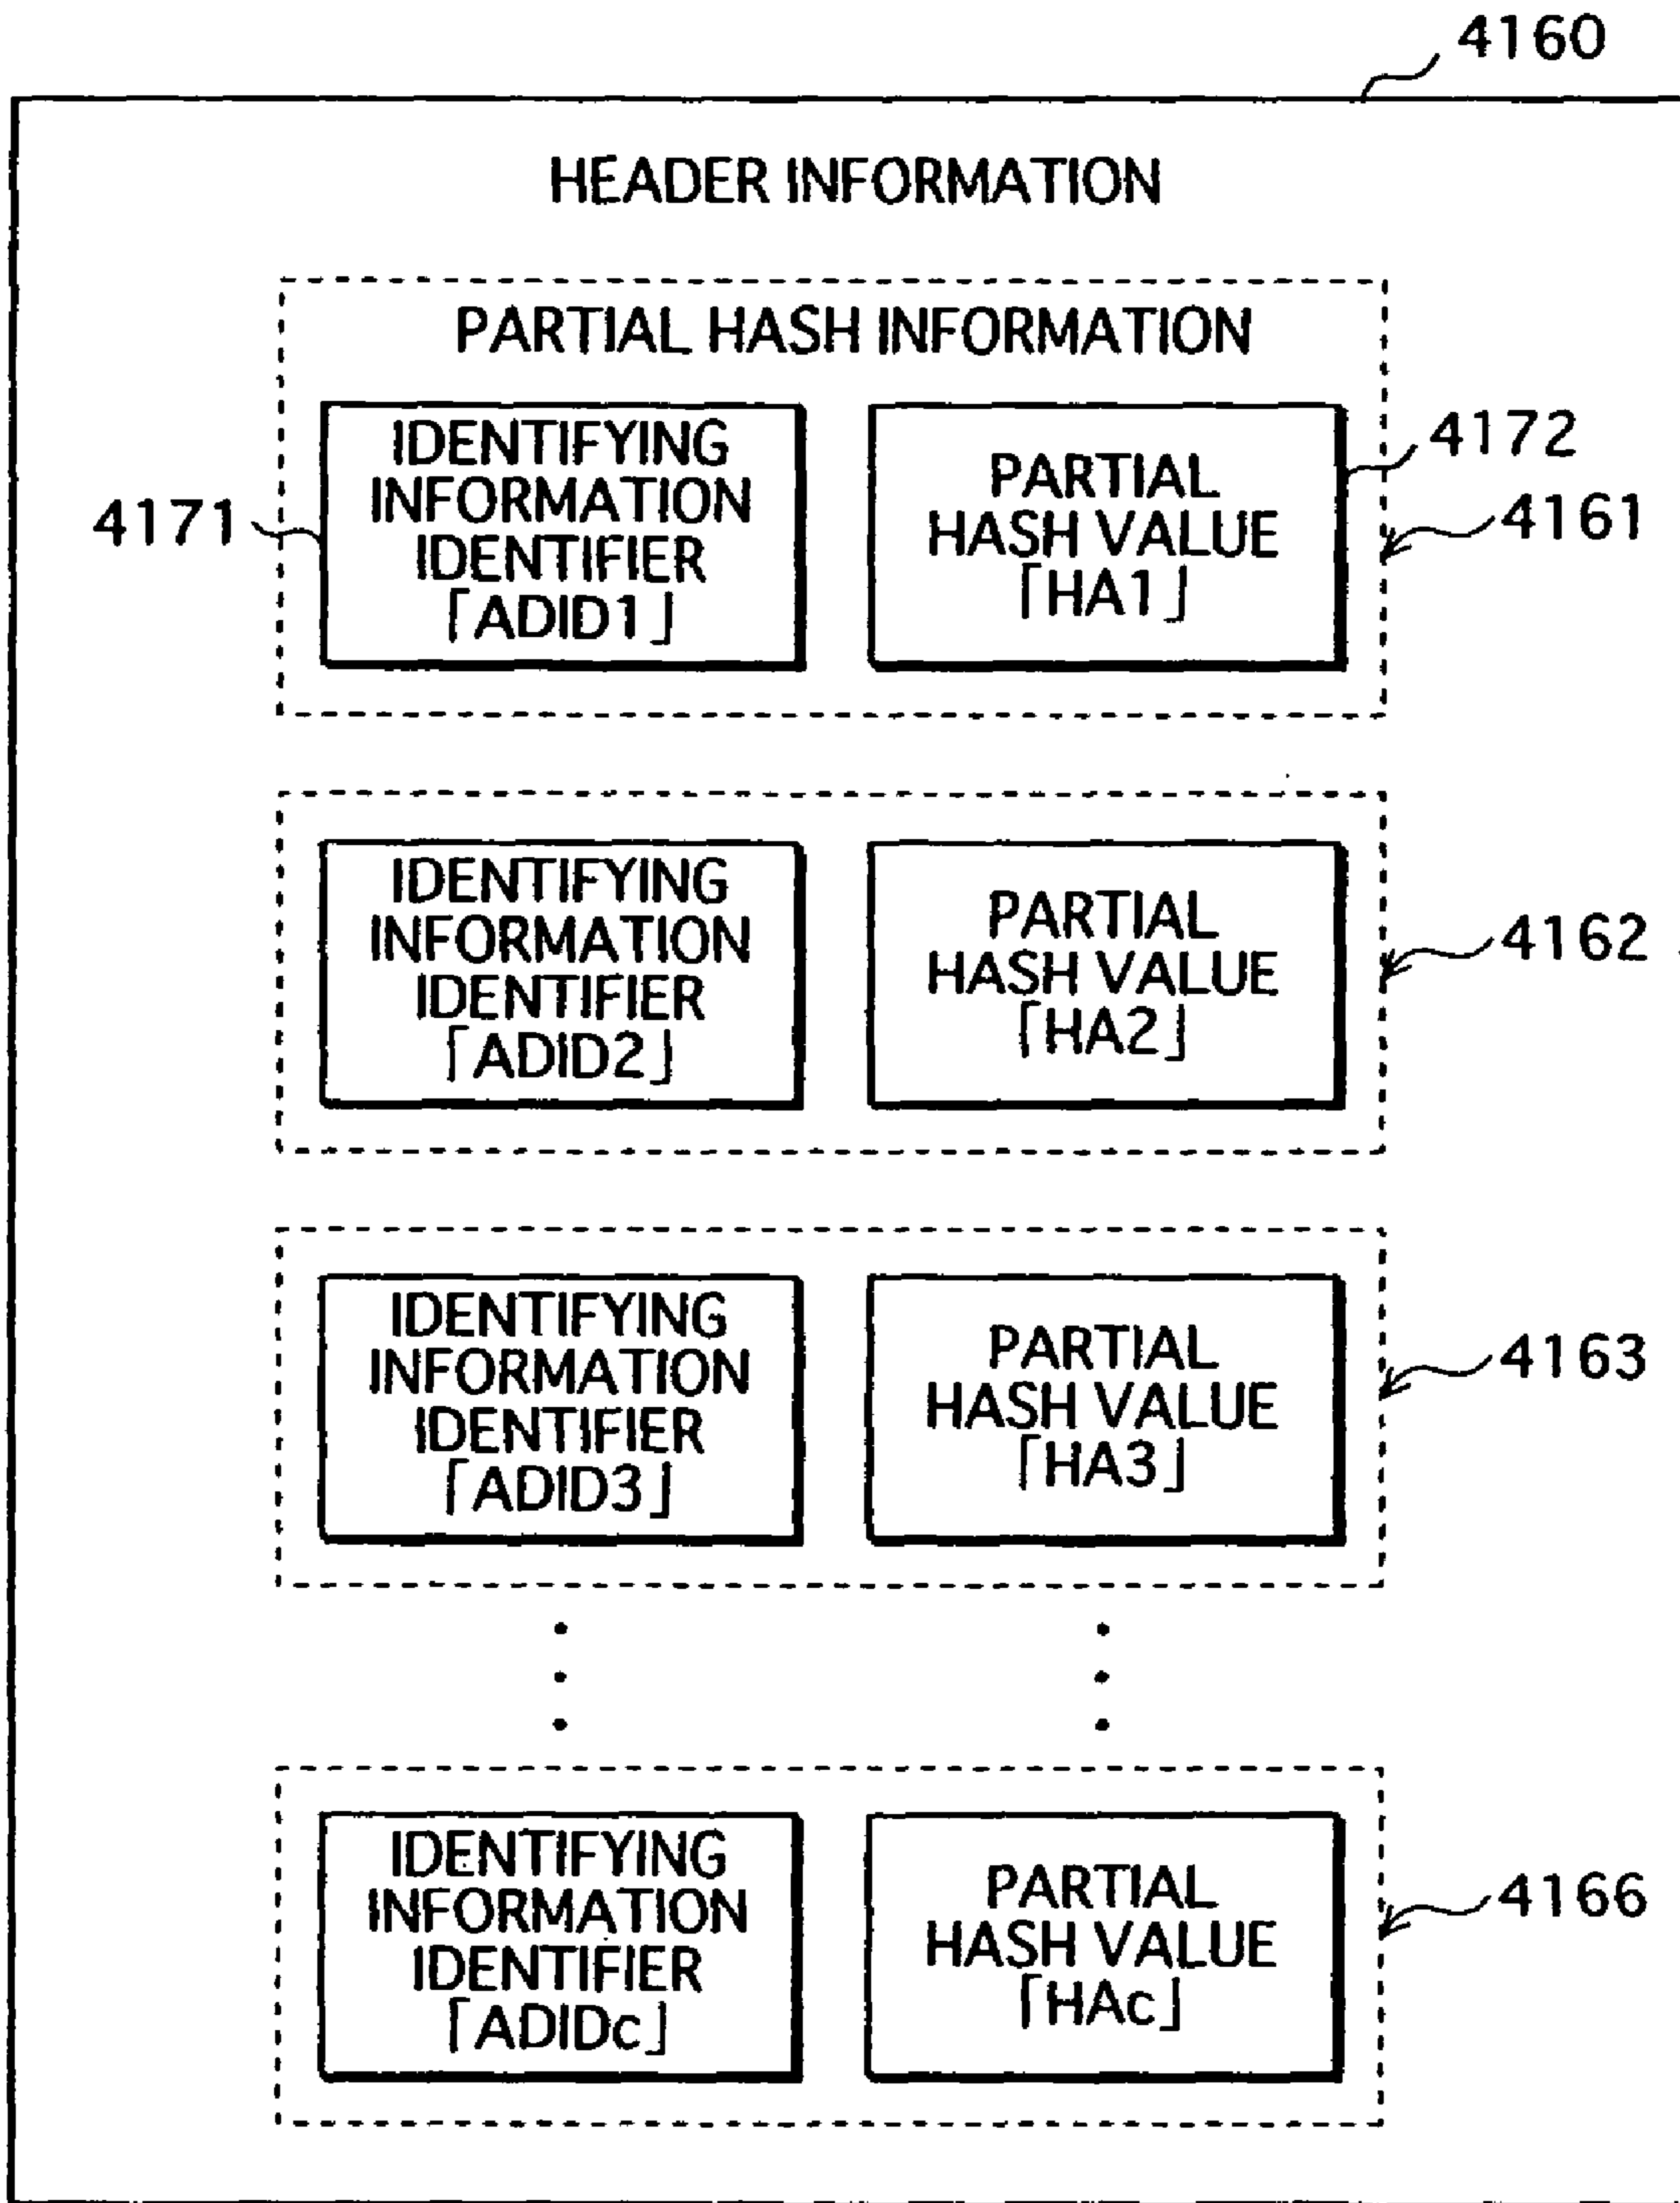 4160
HEADER INFORMATION
PARTIAL HASH INFORMATION
4171
IDENTIFYING
INFORMATION
IDENTIFIER
「ADID1」
PARTIAL
HASH VALUE
「HA1」
4172
4161
IDENTIFYING
INFORMATION
IDENTIFIER
「ADID2」
PARTIAL
HASH VALUE
「HA2」
4162
IDENTIFYING
INFORMATION
IDENTIFIER
「ADID3」
PARTIAL
HASH VALUE
「HA3」
4163
IDENTIFYING
INFORMATION
IDENTIFIER
「ADIDc」
PARTIAL
HASH VALUE
「HAc」
4166